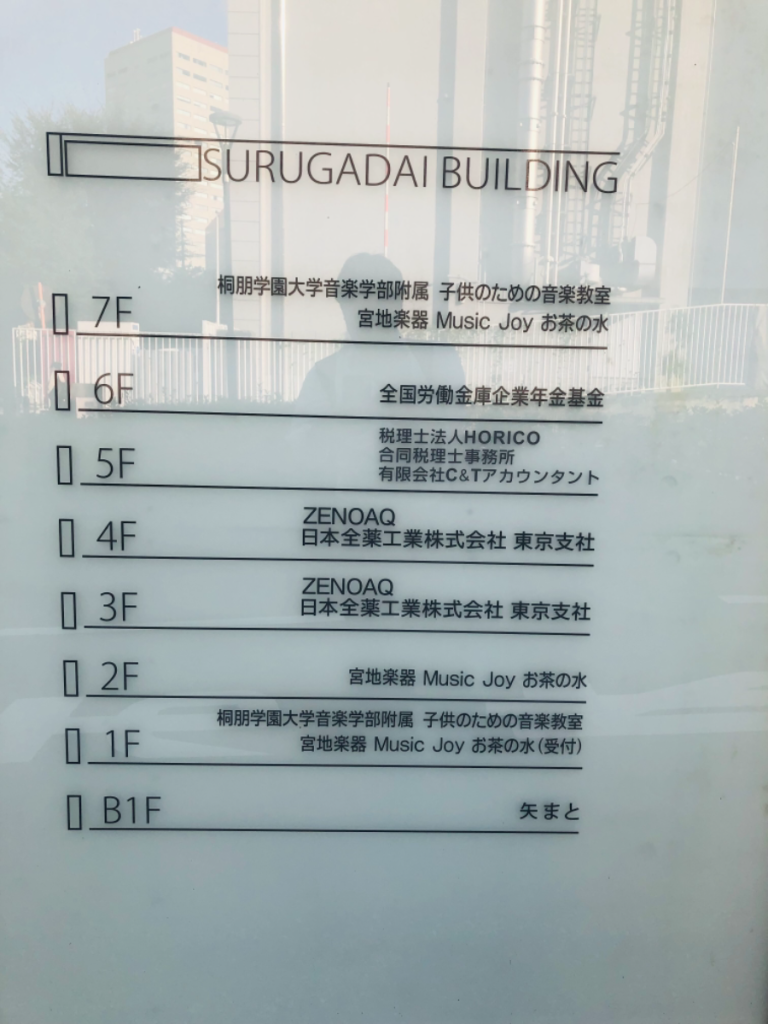 SURUGADAI BUILDING
7F 桐朋学園大学音楽学部附属 子供のための音楽教室
宮地楽器 Music Joy お茶の水
6F 全国労働金庫企業年金基金
5F 税理士法人HORICO
合同税理士事務所
有限会社C&Tアカウンタント
4F ZENOAQ
日本全薬工業株式会社 東京支社
3F ZENOAQ
日本全薬工業株式会社 東京支社
2F 宮地楽器 Music Joy お茶の水
1F 桐朋学園大学音楽学部附属 子供のための音楽教室
宮地楽器 Music Joy お茶の水(受付)
B1F 矢まと